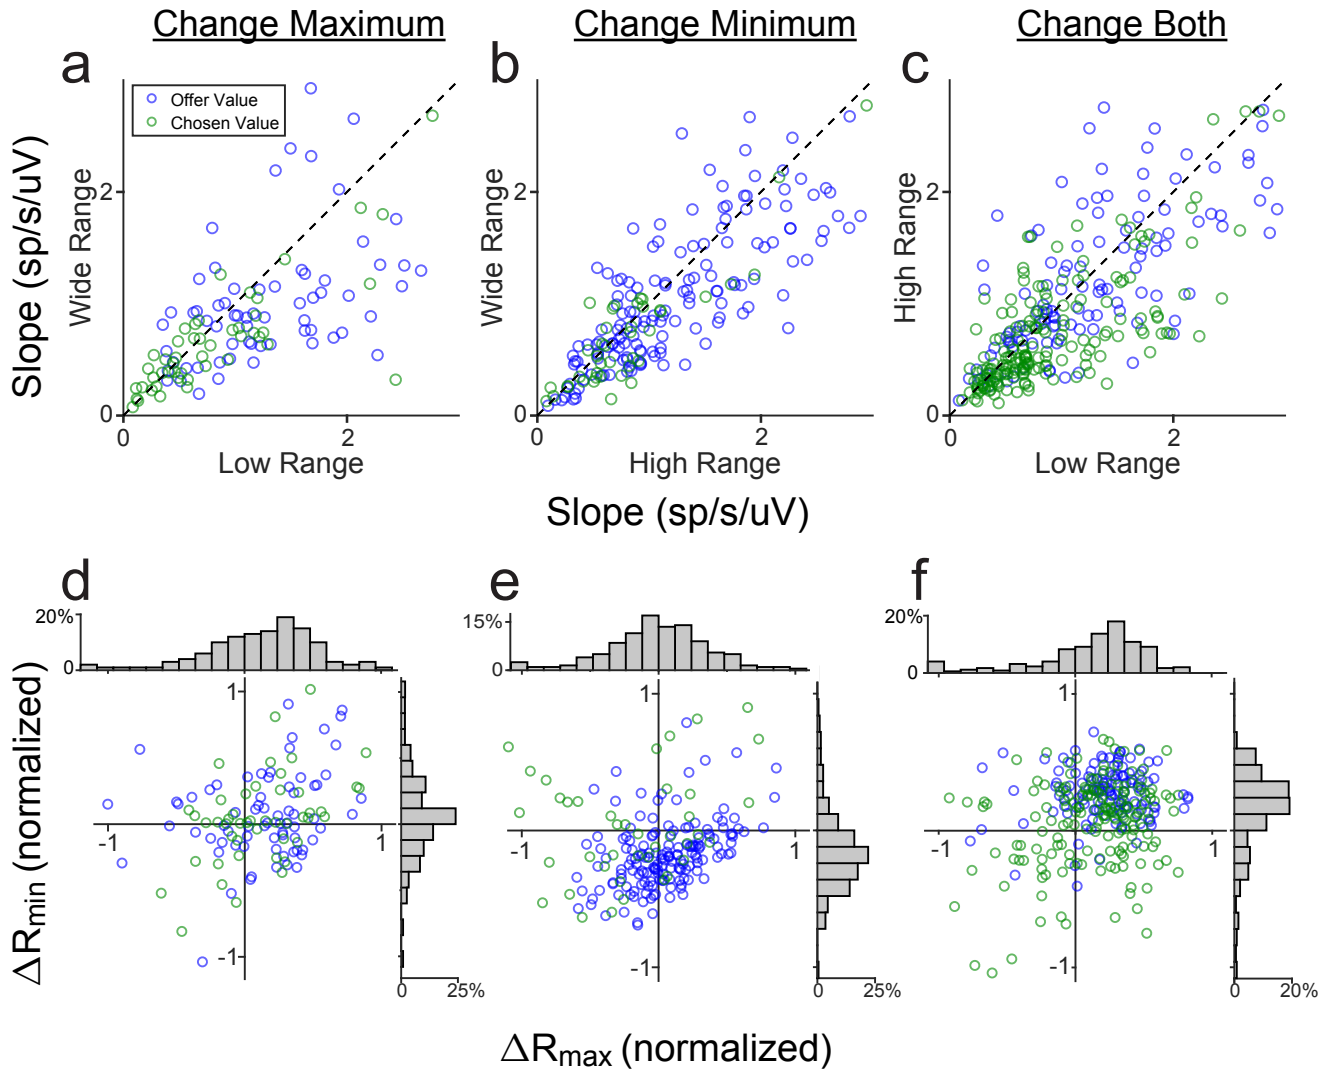 Change Maximum
Change Minimum
Change Both
a
b
c
Offer Value
Chosen Value
Slope (sp/s/uV)
Wide Range
2
0
0
2
Low Range
Wide Range
2
0
0
2
High Range
High Range
2
0
0
2
Low Range
Slope (sp/s/uV)
d
e
f
20%
0
15%
0
20%
0
ΔRmin (normalized)
1
-1
1
-1
0
25%
1
-1
1
-1
0
25%
1
-1
1
-1
0
20%
ΔRmax (normalized)